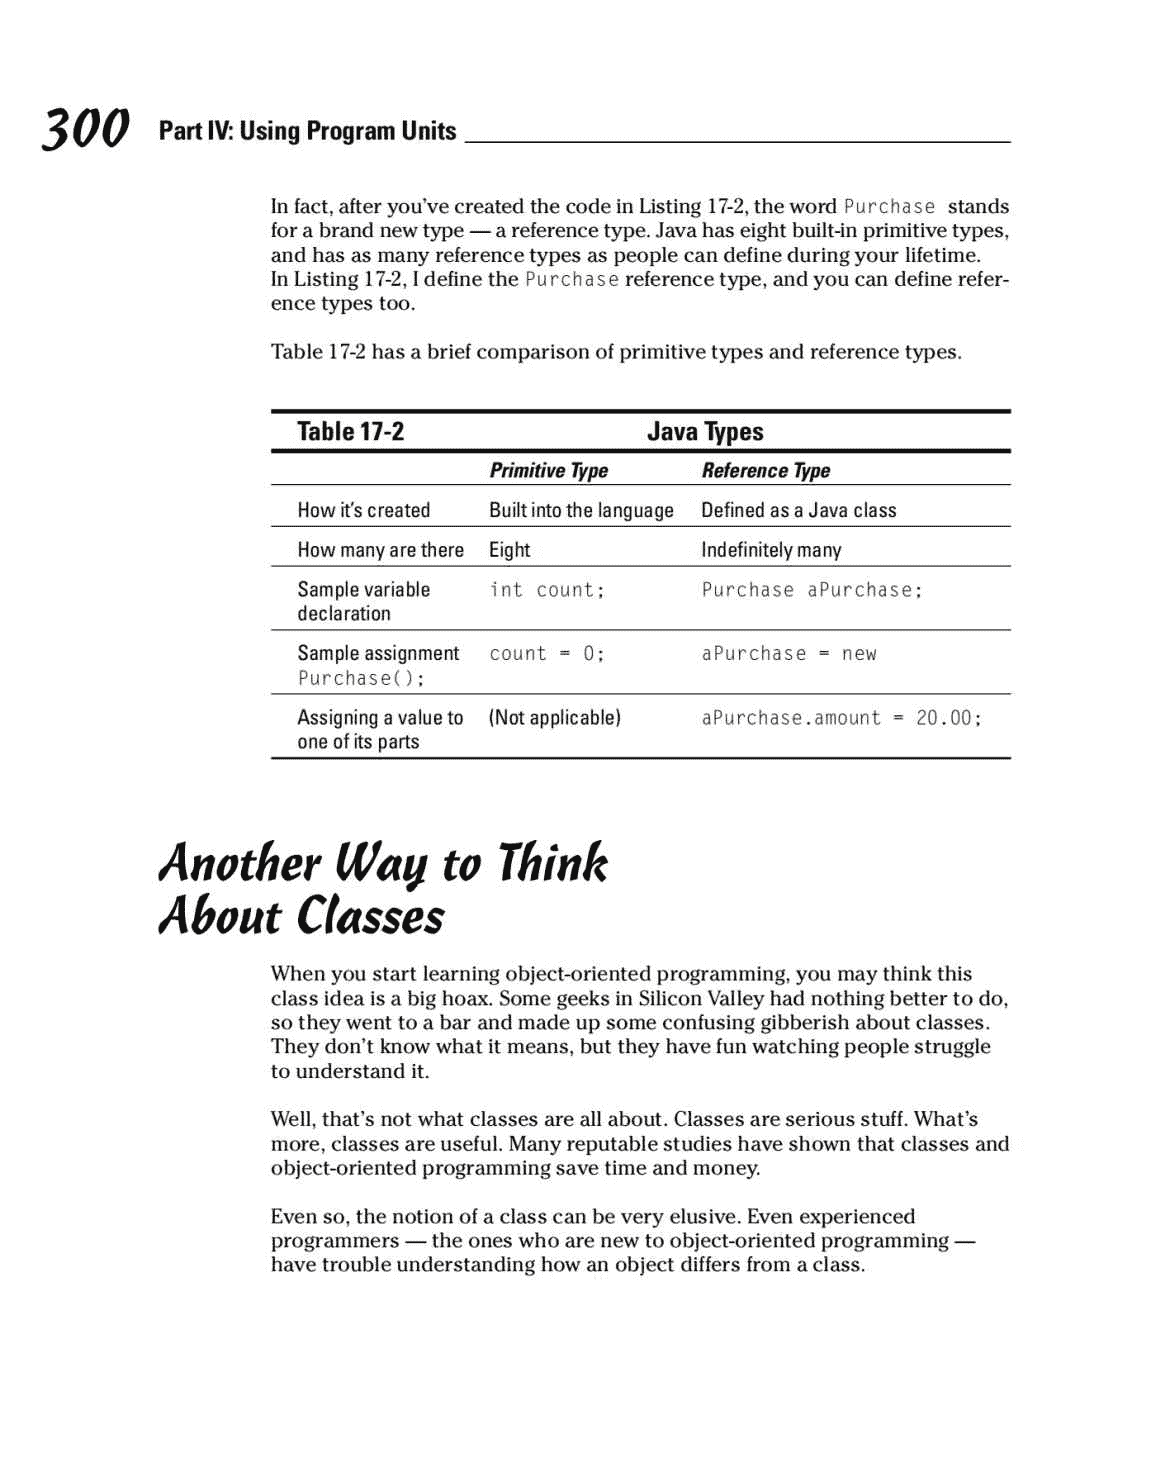 300 Part IV: Using Program Units
In fact, after you've created the code in Listing 17-2, the word Purchase stands
for a brand new type — a reference type. Java has eight built-in primitive types,
and has as many reference types as people can define during your lifetime.
In Listing 17-2, I define the Purchase reference type, and you can define refer-
ence types too.
Table 17-2 has a brief comparison of primitive types and reference types.
Table 17-2 Java Types
Primitive Type Reference Type
How it's created Built into the language Defined as a Java class
How many are there Eight Indefinitely many
Sample variable int count; Purchase aPurchase;
declaration
Sample assignment count = 0; aPurchase = new
Purchase();
Assigning a value to (Not applicable) aPurchase.amount = 20.00;
one of its parts
Another Way to Think
About Classes
When you start learning object-oriented programming, you may think this
class idea is a big hoax. Some geeks in Silicon Valley had nothing better to do,
so they went to a bar and made up some confusing gibberish about classes.
They don't know what it means, but they have fun watching people struggle
to understand it.
Well, that's not what classes are all about. Classes are serious stuff. What's
more, classes are useful. Many reputable studies have shown that classes and
object-oriented programming save time and money.
Even so, the notion of a class can be very elusive. Even experienced
programmers — the ones who are new to object-oriented programming —
have trouble understanding how an object differs from a class.